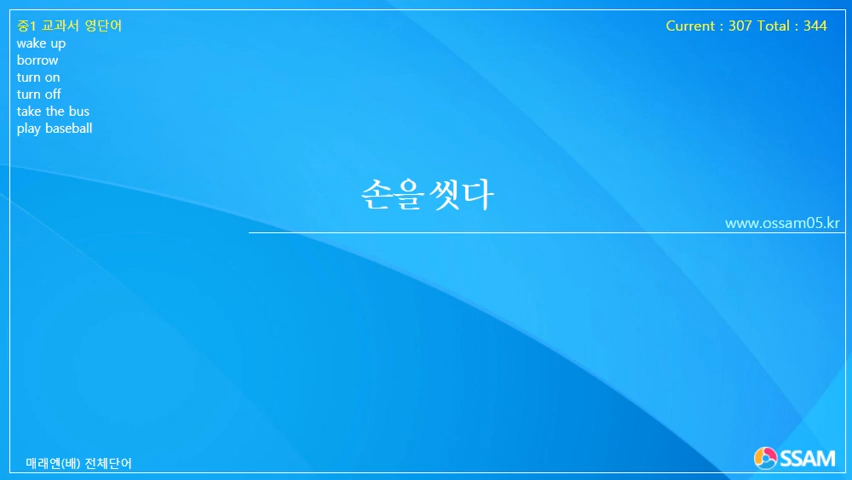 중1 교과서 영단어
Current : 307 Total : 344
wake up
borrow
turn on
turn off
take the bus
play baseball
손을 씻다
www.ossam05.kr
매래엔(배) 전체단어
OSSAM